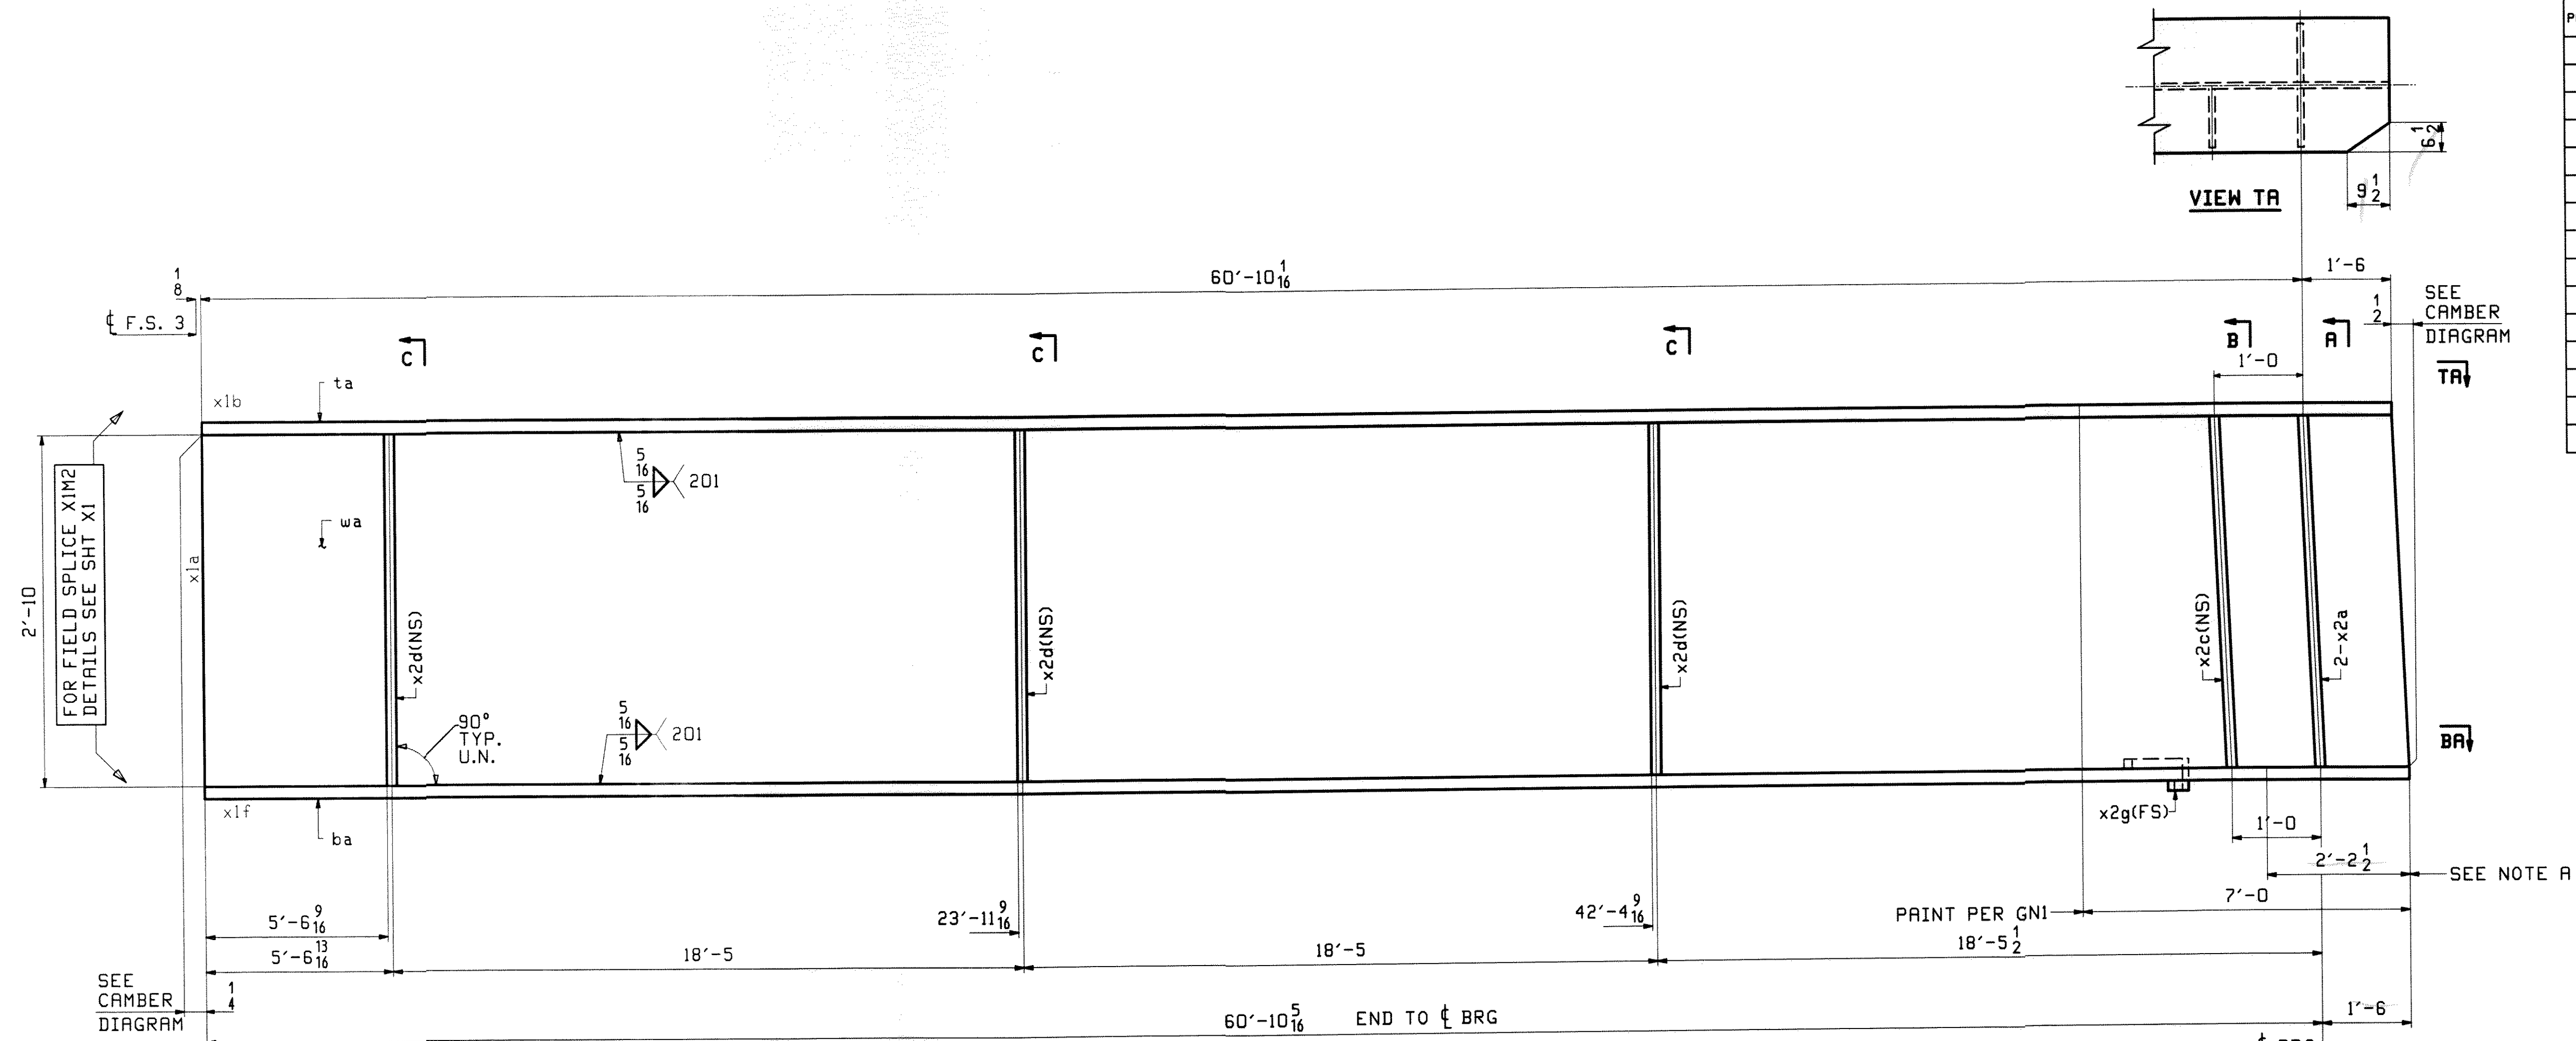 P
6 1/2
9 1/2
VIEW TA
1/8
60'-10 1/16
1'-6
℄ F.S. 3
1/2
SEE
CAMBER
DIAGRAM
C
C
C
B
A
1'-0
TA
x1b
ta
5/16
5/16
201
wa
FOR FIELD SPLICE X1M2
DETAILS SEE SHT X1
x1a
2'-10
x2d(NS)
x2d(NS)
x2d(NS)
x2c(NS)
2-x2a
90°
TYP.
U.N.
5/16
5/16
201
BA
x1f
ba
x2g(FS)
1'-0
2'-2 1/2
SEE NOTE A
5'-6 9/16
23'-11 9/16
42'-4 9/16
PAINT PER GN1
7'-0
5'-6 13/16
18'-5
18'-5
18'-5 1/2
SEE
CAMBER
DIAGRAM
1/4
60'-10 5/16 END TO ℄ BRG
1'-6